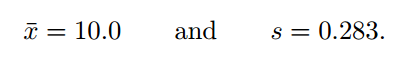 x̄ = 10.0 and s = 0.283.